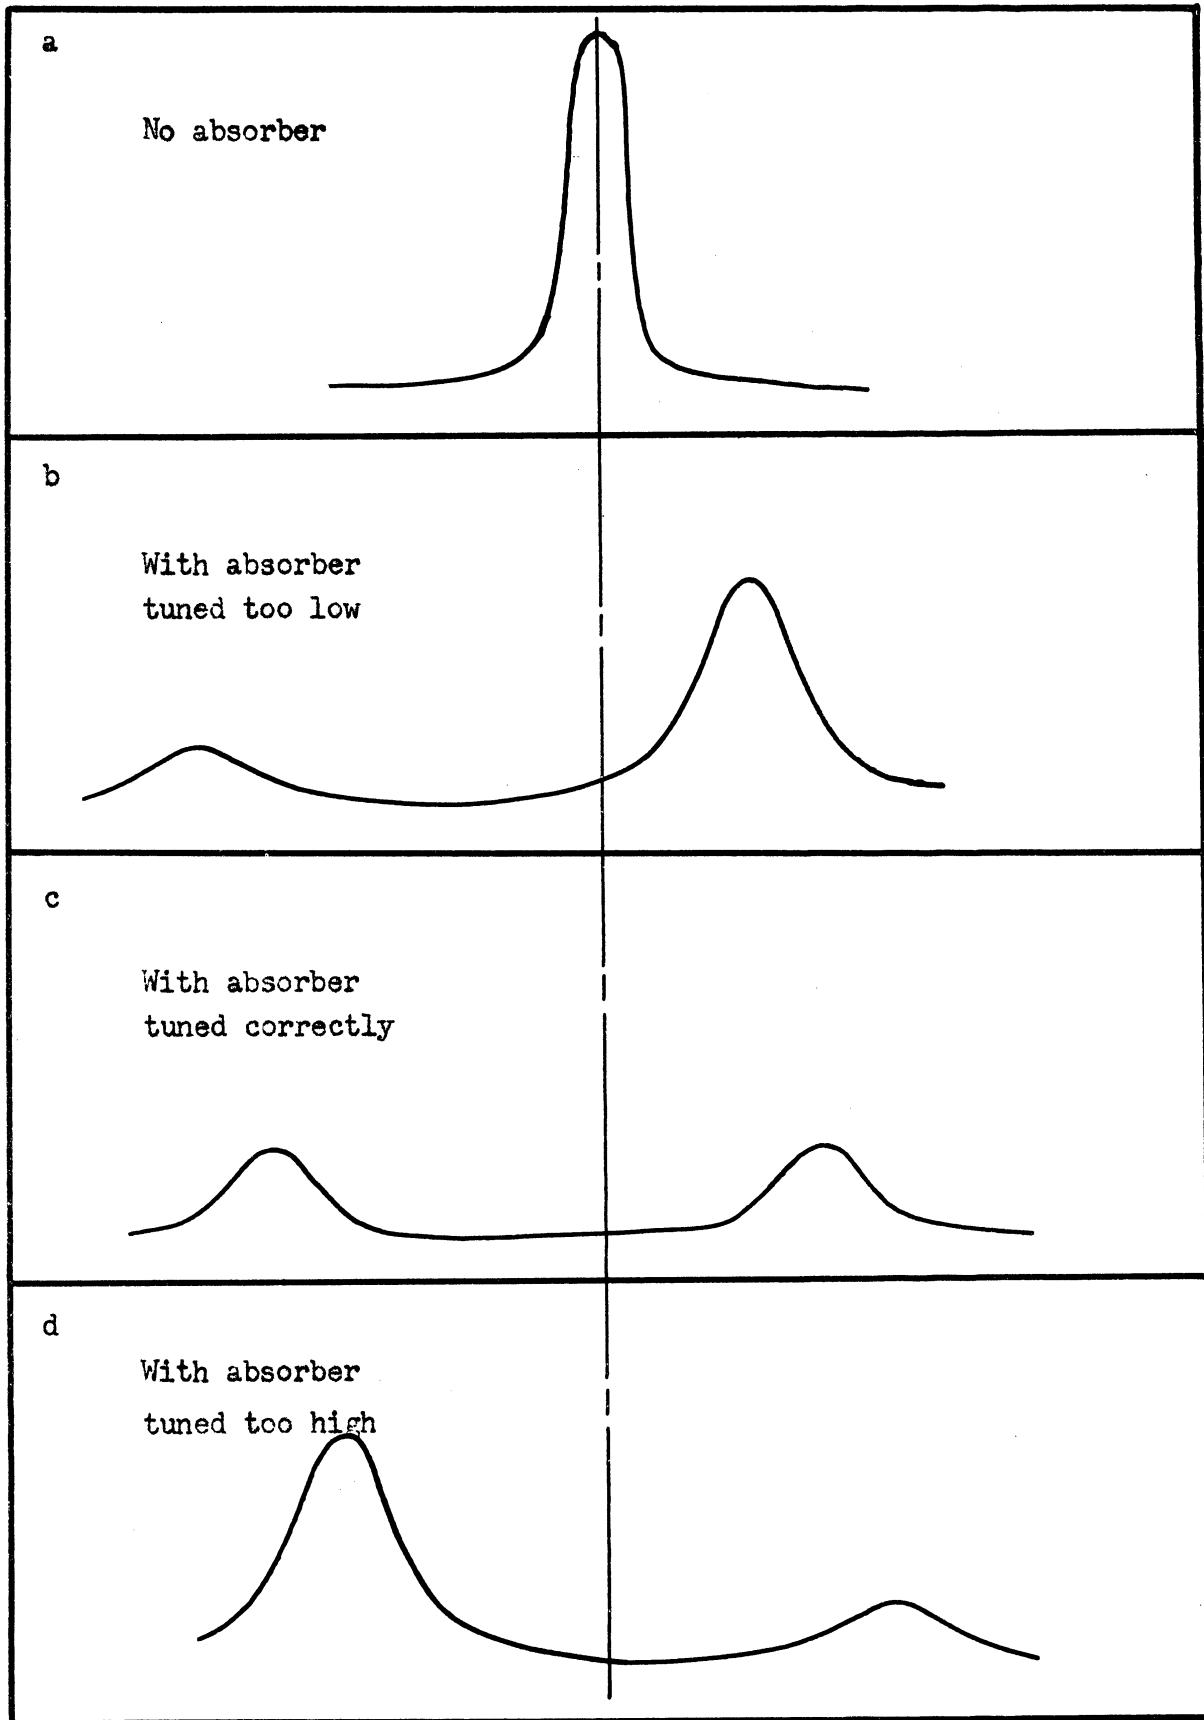 a
No absorber
b
With absorber
tuned too low
c
With absorber
tuned correctly
d
With absorber
tuned too high